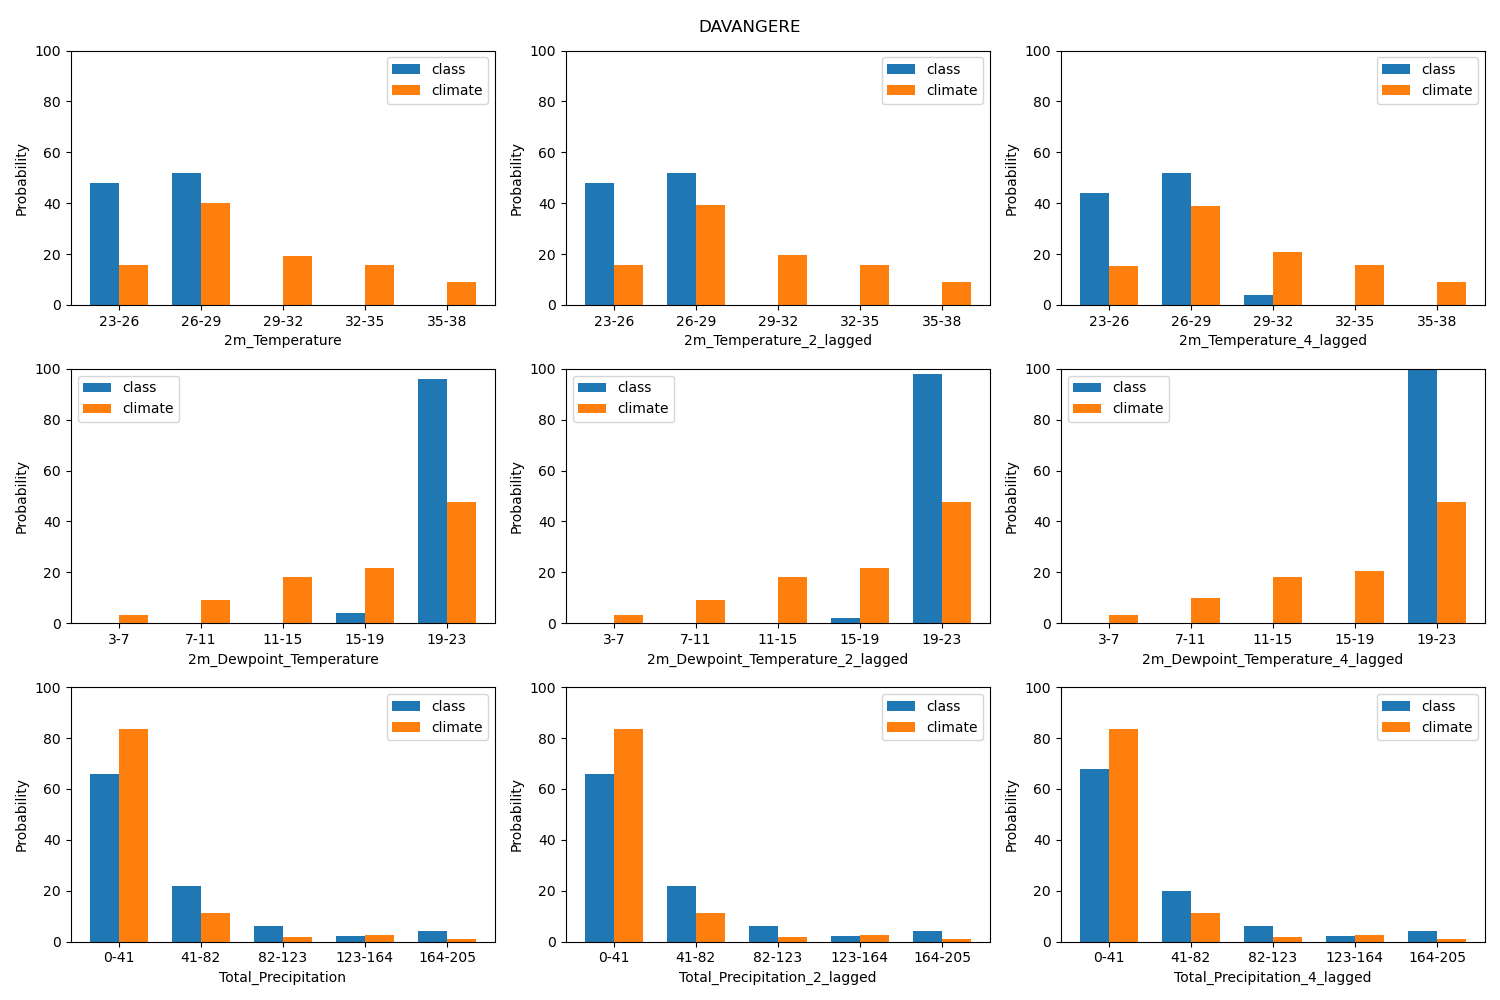 DAVANGERE
100
80
60
40
20
0
Probability
class
climate
23-26 26-29 29-32 32-35 35-38
2m_Temperature
100
80
60
40
20
0
Probability
class
climate
23-26 26-29 29-32 32-35 35-38
2m_Temperature_2_lagged
100
80
60
40
20
0
Probability
class
climate
23-26 26-29 29-32 32-35 35-38
2m_Temperature_4_lagged
100
80
60
40
20
0
Probability
class
climate
3-7 7-11 11-15 15-19 19-23
2m_Dewpoint_Temperature
100
80
60
40
20
0
Probability
class
climate
3-7 7-11 11-15 15-19 19-23
2m_Dewpoint_Temperature_2_lagged
100
80
60
40
20
0
Probability
class
climate
3-7 7-11 11-15 15-19 19-23
2m_Dewpoint_Temperature_4_lagged
100
80
60
40
20
0
Probability
class
climate
0-41 41-82 82-123 123-164 164-205
Total_Precipitation
100
80
60
40
20
0
Probability
class
climate
0-41 41-82 82-123 123-164 164-205
Total_Precipitation_2_lagged
100
80
60
40
20
0
Probability
class
climate
0-41 41-82 82-123 123-164 164-205
Total_Precipitation_4_lagged